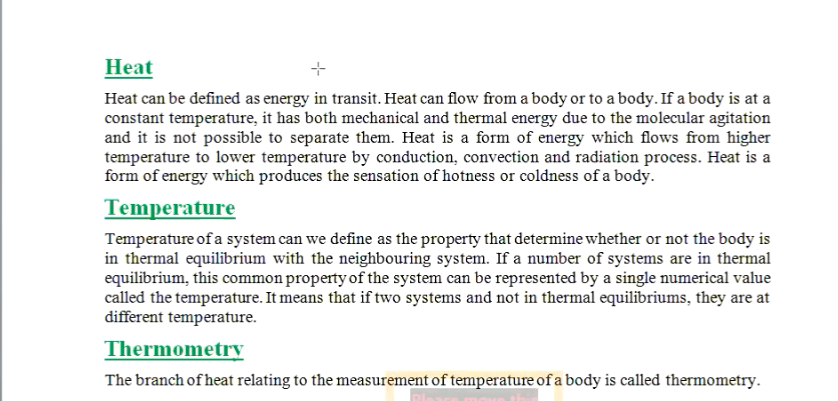 Heat
Heat can be defined as energy in transit. Heat can flow from a body or to a body. If a body is at a
constant temperature, it has both mechanical and thermal energy due to the molecular agitation
and it is not possible to separate them. Heat is a form of energy which flows from higher
temperature to lower temperature by conduction, convection and radiation process. Heat is a
form of energy which produces the sensation of hotness or coldness of a body.
Temperature
Temperature of a system can we define as the property that determine whether or not the body is
in thermal equilibrium with the neighbouring system. If a number of systems are in thermal
equilibrium, this common property of the system can be represented by a single numerical value
called the temperature. It means that if two systems and not in thermal equilibriums, they are at
different temperature.
Thermometry
The branch of heat relating to the measurement of temperature of a body is called thermometry.
Please move this